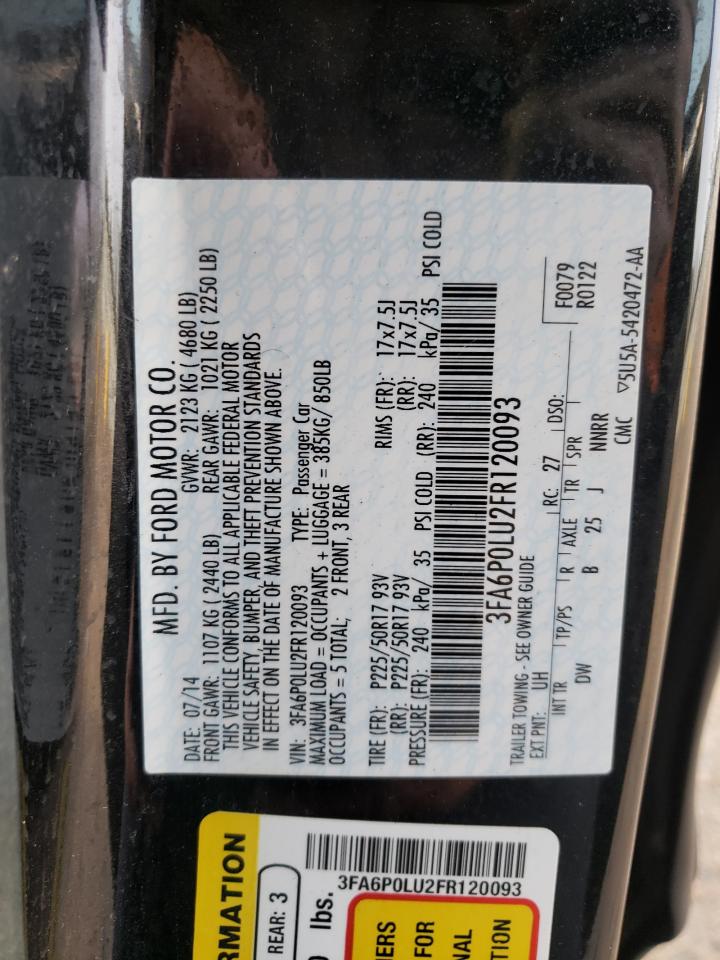 MFD. BY FORD MOTOR CO.
DATE: 07/14 GVWR: 2123 KG ( 4680 LB)
FRONT GAWR: 1107 KG ( 2440 LB) REAR GAWR: 1021 KG ( 2250 LB)
THIS VEHICLE CONFORMS TO ALL APPLICABLE FEDERAL MOTOR
VEHICLE SAFETY, BUMPER, AND THEFT PREVENTION STANDARDS
IN EFFECT ON THE DATE OF MANUFACTURE SHOWN ABOVE.
VIN: 3FA6P0LU2FR120093 TYPE: Passenger Car
MAXIMUM LOAD = OCCUPANTS + LUGGAGE = 385KG/ 850LB
OCCUPANTS = 5 TOTAL; 2 FRONT, 3 REAR
TIRE (FR): P225/50R17 93V RIMS (FR): 17x7.5J
(RR): P225/50R17 93V (RR): 17x7.5J
PRESSURE (FR): 240 kPa/ 35 PSI COLD (RR): 240 kPa/ 35 PSI COLD
3FA6P0LU2FR120093
TRAILER TOWING - SEE OWNER GUIDE
EXT PNT: UH RC: 27 DSO: F0079
R0122
INT TR TP/PS R AXLE TR SPR
DW B 25 J NNRR
CMC ▽5U5A-5420472-AA
RMATION
REAR: 3
lbs.
3FA6P0LU2FR120093
IERS
FOR
NAL
TION